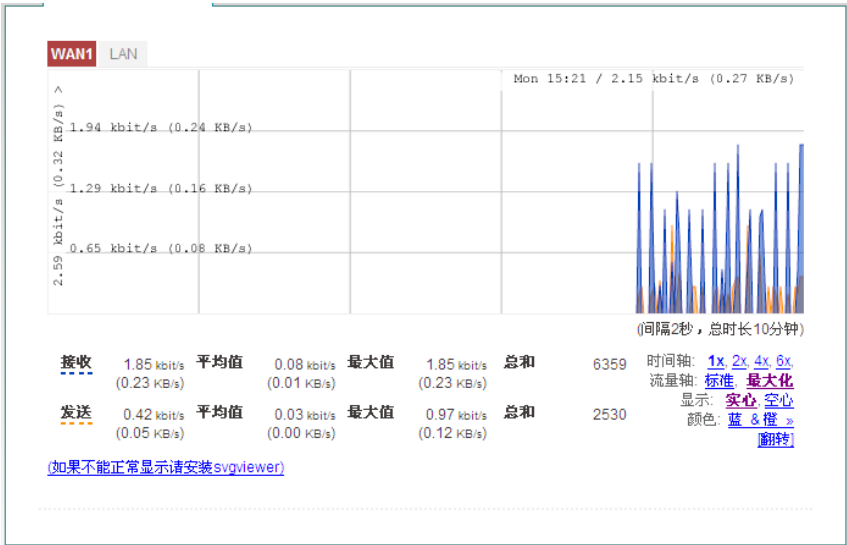 WAN1 LAN
Mon 15:21 / 2.15 kbit/s (0.27 KB/s)
2.59 kbit/s (0.32 KB/s) >
1.94 kbit/s (0.24 KB/s)
1.29 kbit/s (0.16 KB/s)
0.65 kbit/s (0.08 KB/s)
(间隔2秒，总时长10分钟)
接收 1.85 kbit/s 平均值 0.08 kbit/s 最大值 1.85 kbit/s 总和 6359
(0.23 KB/s) (0.01 KB/s) (0.23 KB/s)
发送 0.42 kbit/s 平均值 0.03 kbit/s 最大值 0.97 kbit/s 总和 2530
(0.05 KB/s) (0.00 KB/s) (0.12 KB/s)
时间轴: 1x, 2x, 4x, 6x,
流量轴: 标准, 最大化
显示: 实心, 空心
颜色: 蓝 & 橙 »
[翻转]
(如果不能正常显示请安装svgviewer)